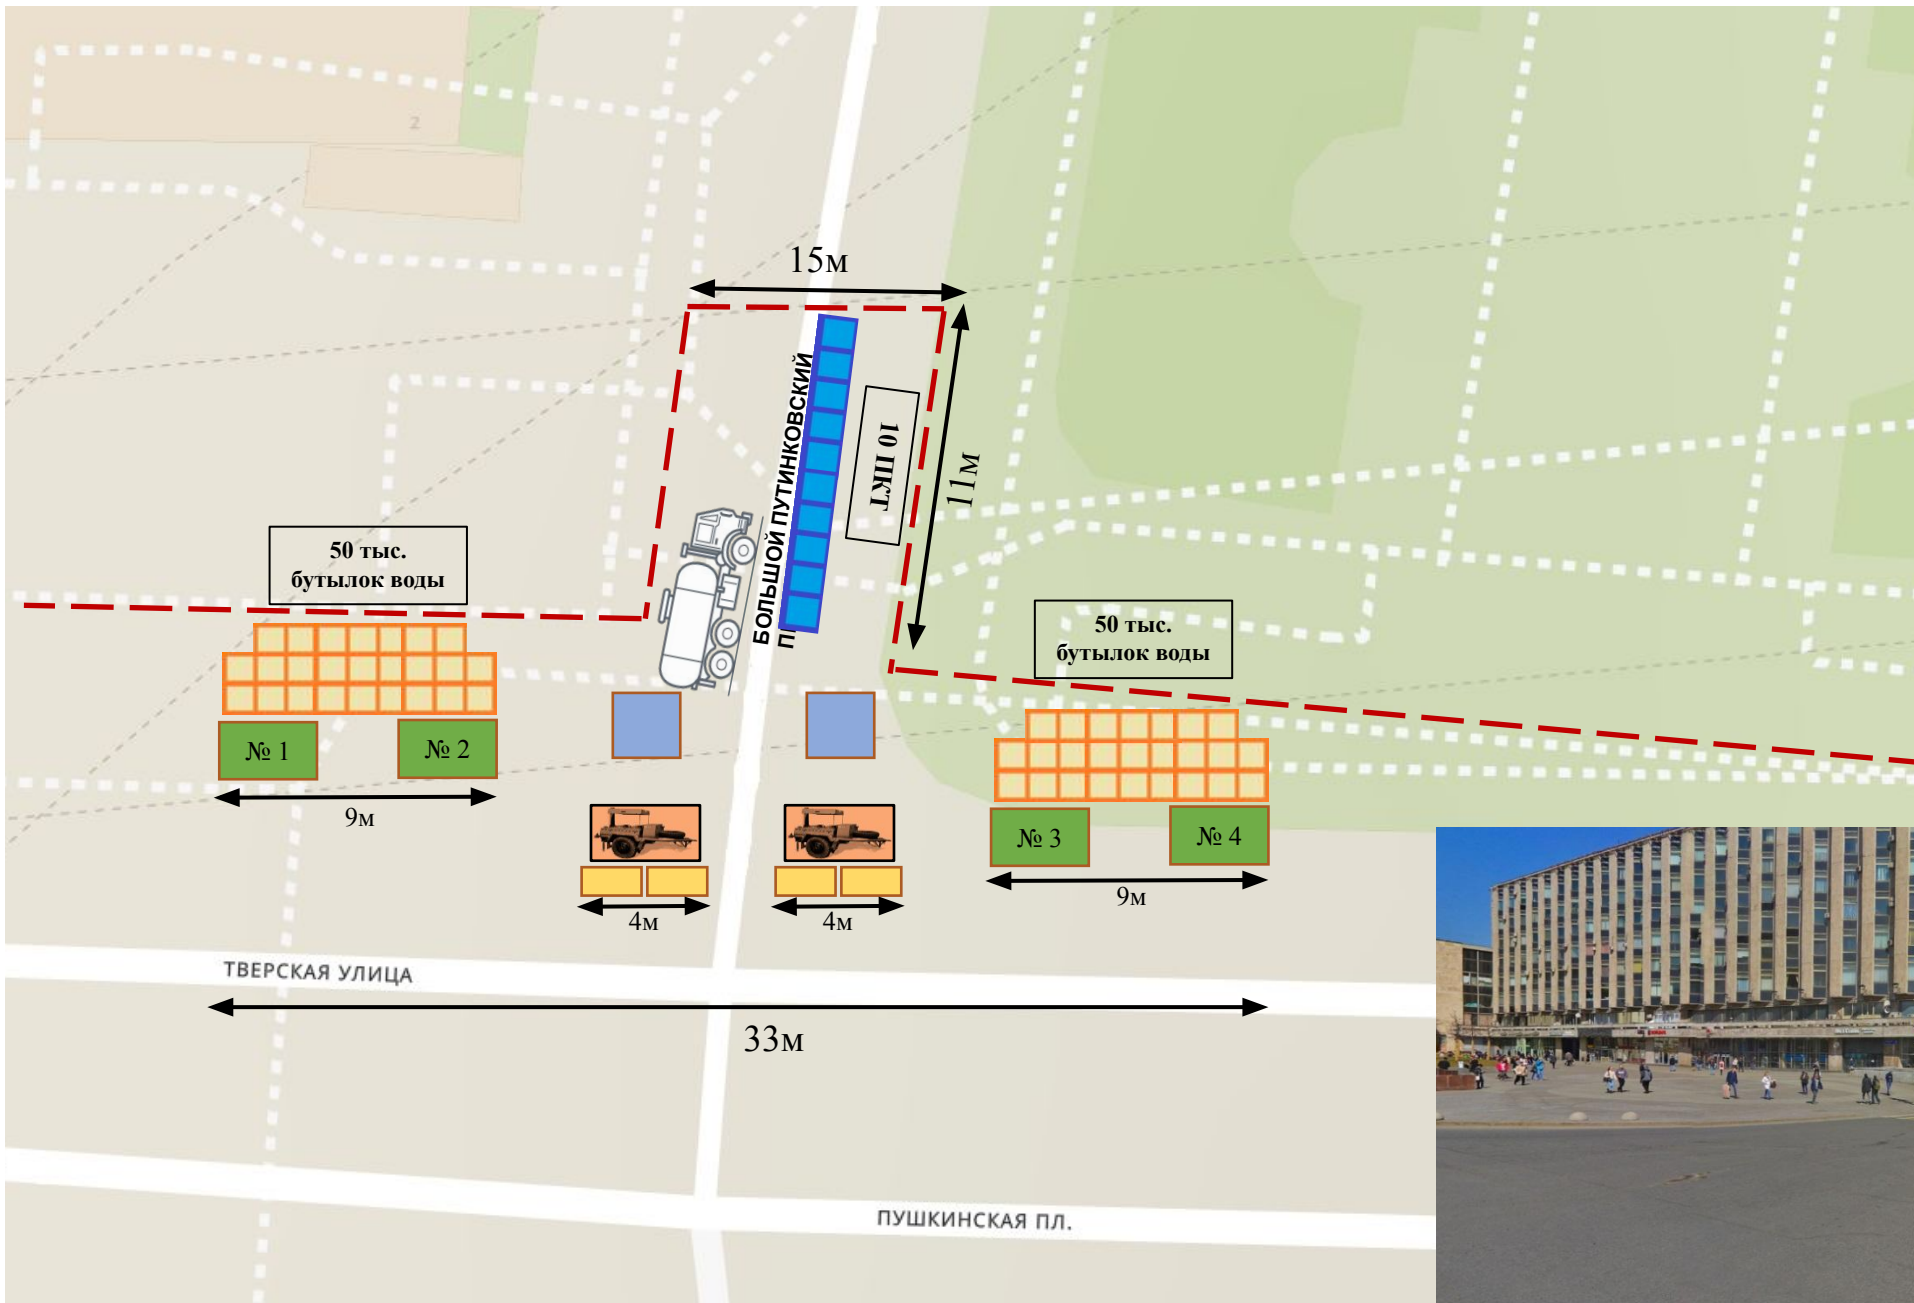 2
15м
БОЛЬШОЙ ПУТИНКОВСКИЙ
П
10 ПКТ
11м
50 тыс.
бутылок воды
50 тыс.
бутылок воды
№ 1
№ 2
9м
№ 3
№ 4
9м
4м
4м
ТВЕРСКАЯ УЛИЦА
33м
ПУШКИНСКАЯ ПЛ.